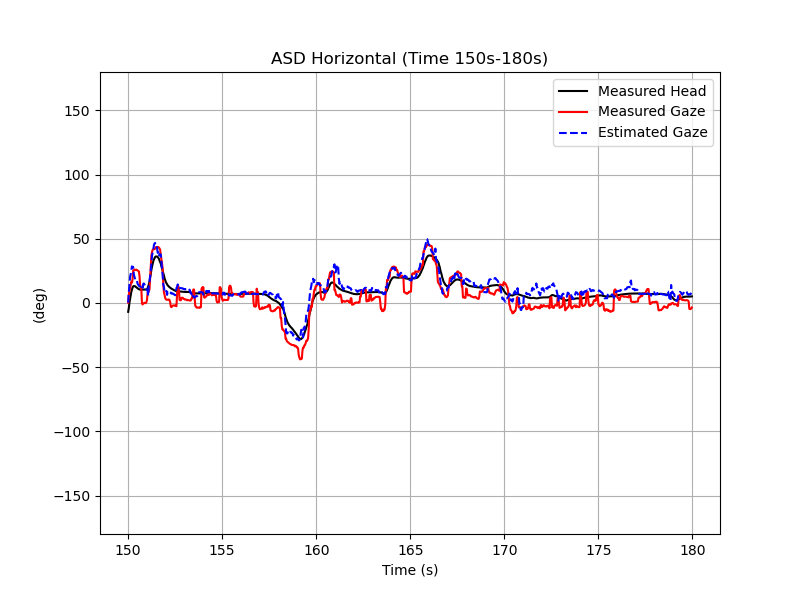 ASD Horizontal (Time 150s-180s)
Measured Head
Measured Gaze
Estimated Gaze
150
100
50
0
−50
−100
−150
(deg)
150 155 160 165 170 175 180
Time (s)